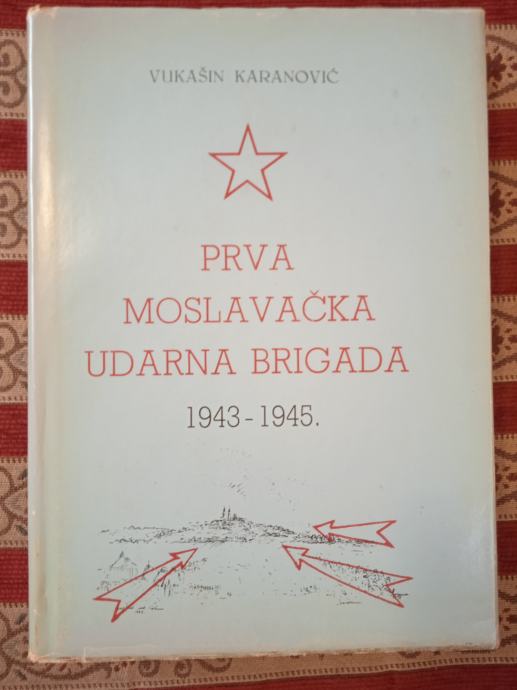 VUKAŠIN KARANOVIĆ
PRVA
MOSLAVAČKA
UDARNA BRIGADA
1943-1945.